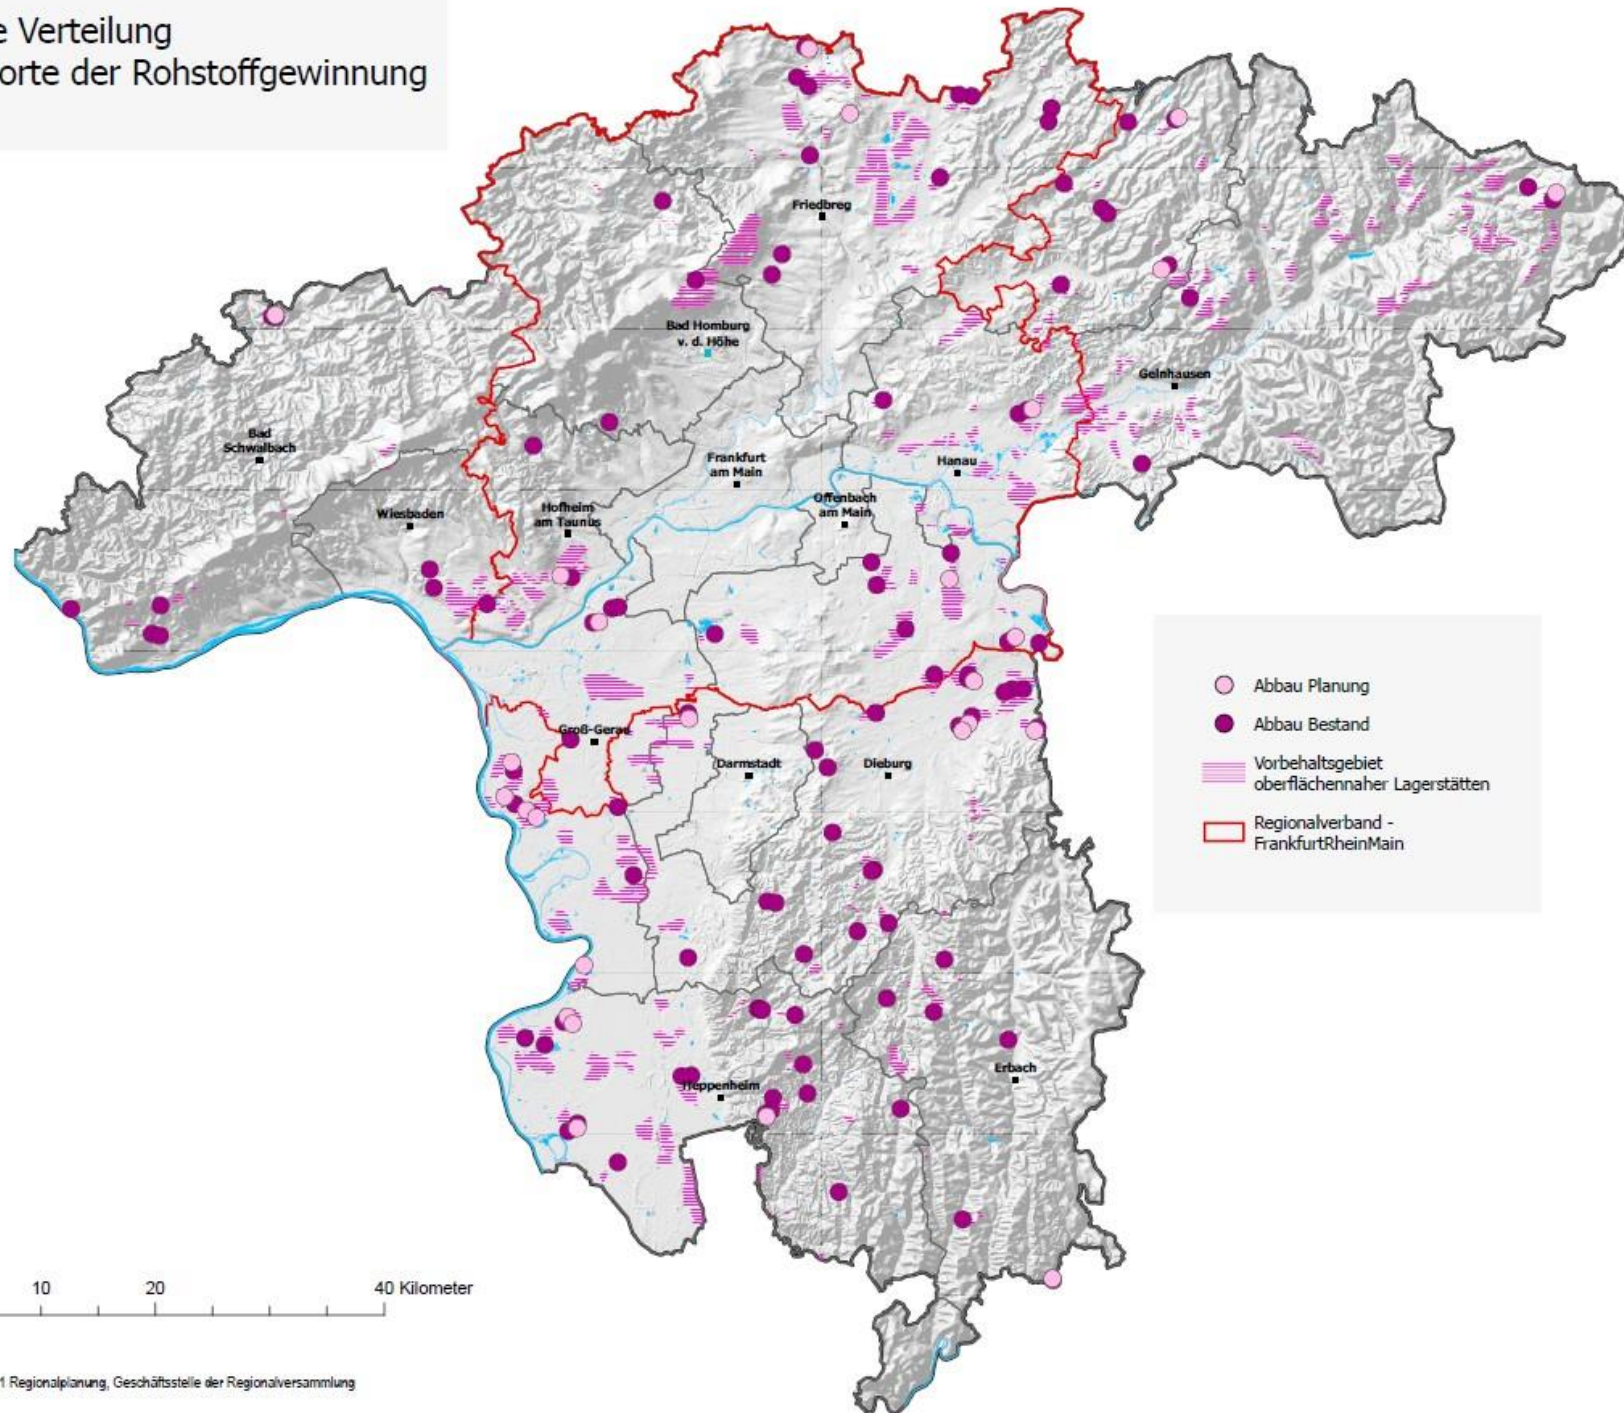 e Verteilung
orte der Rohstoffgewinnung
Friedbreg
Bad Homburg
v. d. Höhe
Gelnhausen
Bad
Schwalbach
Frankfurt
am Main
Hanau
Offenbach
am Main
Wiesbaden
Hofheim
am Taunus
Abbau Planung
Abbau Bestand
Groß-Gerau
Darmstadt
Dieburg
Vorbehaltsgebiet
oberflächennaher Lagerstätten
Regionalverband -
FrankfurtRheinMain
Erbach
Heppenheim
10 20 40 Kilometer
1 Regionalplanung, Geschäftsstelle der Regionalversammlung